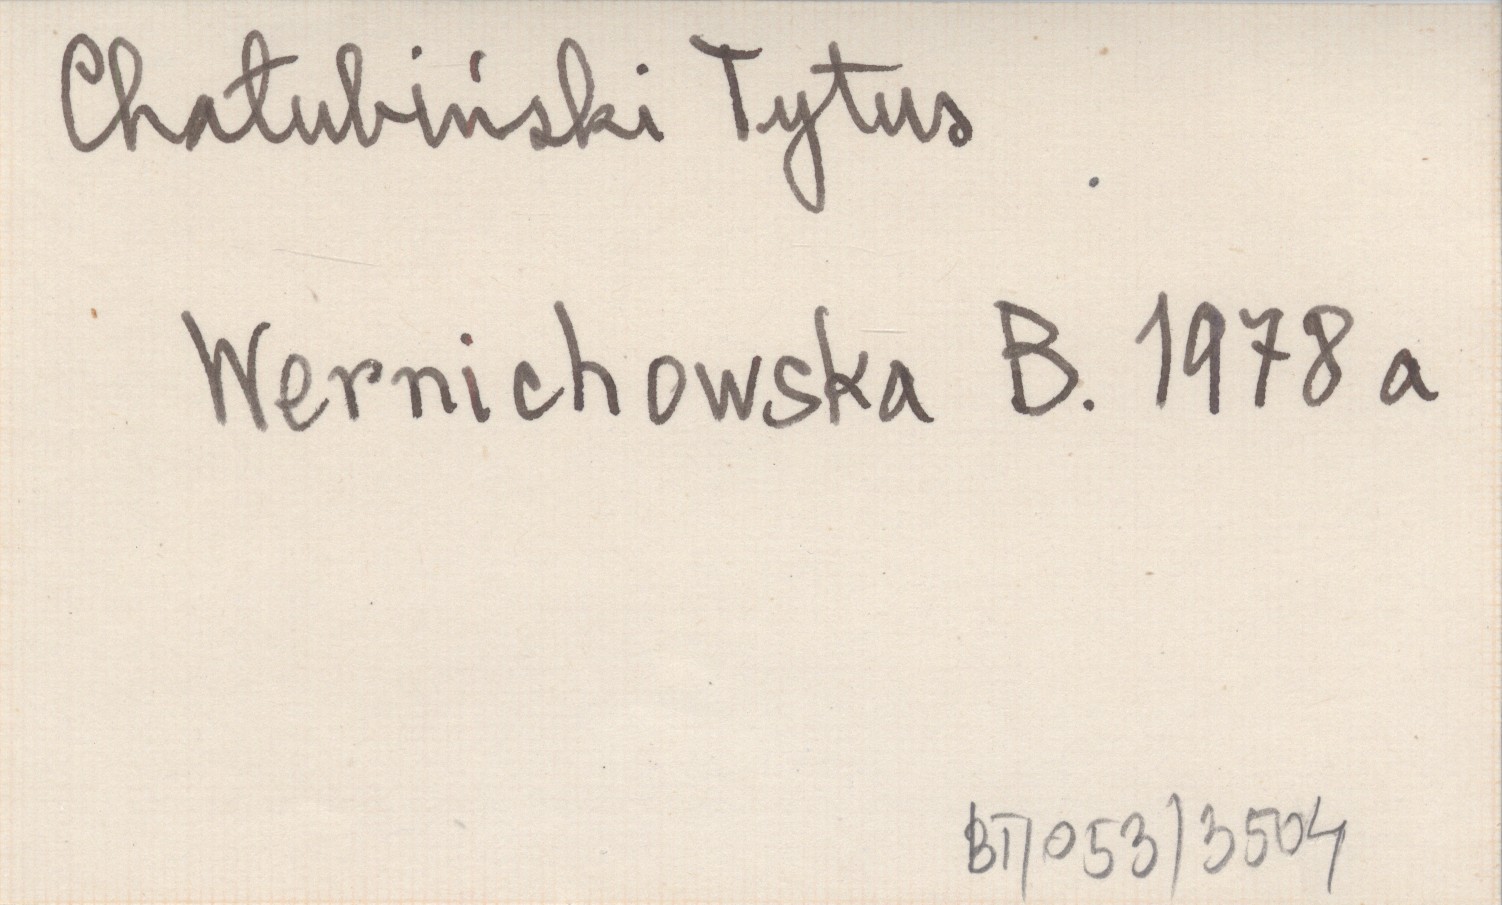 Chałubiński Tytus
Wernichowska B. 1978 a
BT/053/3504